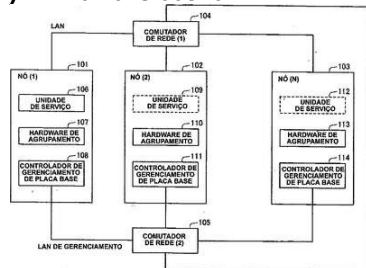 LAN
104
COMUTADOR
DE REDE (1)
101
NÓ (1)
106
UNIDADE
DE SERVIÇO
107
HARDWARE DE
AGRUPAMENTO
108
CONTROLADOR DE
GERENCIAMENTO
DE PLACA BASE
102
NÓ (2)
109
UNIDADE
DE SERVIÇO
110
HARDWARE DE
AGRUPAMENTO
111
CONTROLADOR DE
GERENCIAMENTO
DE PLACA BASE
103
NÓ (N)
112
UNIDADE
DE SERVIÇO
113
HARDWARE DE
AGRUPAMENTO
114
CONTROLADOR DE
GERENCIAMENTO
DE PLACA BASE
LAN DE GERENCIAMENTO
105
COMUTADOR
DE REDE (2)